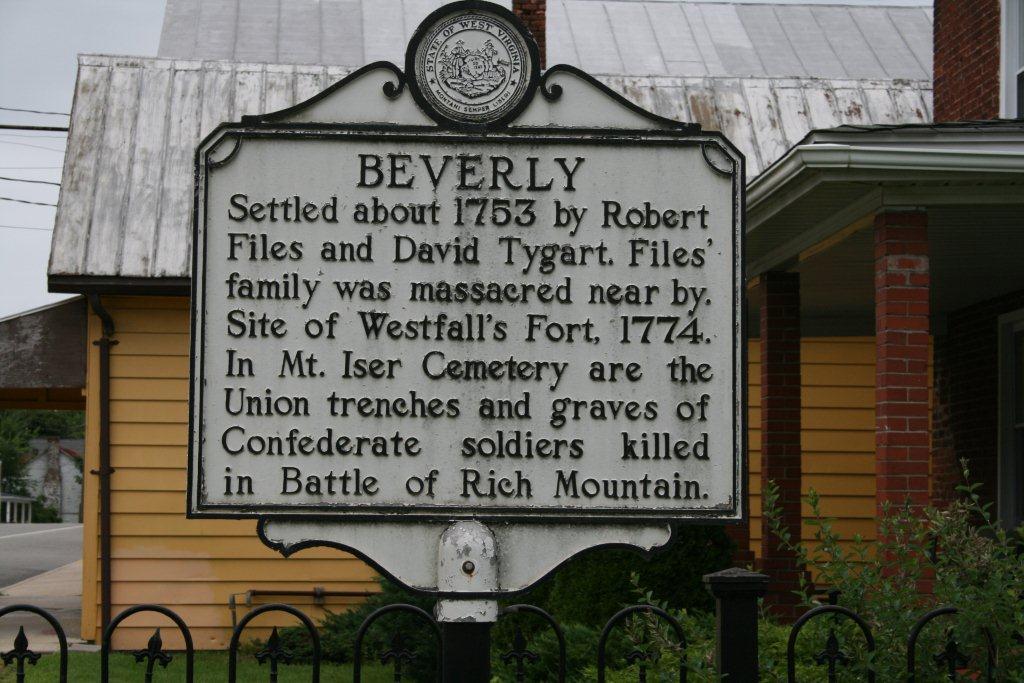 STATE OF WEST VIRGINIA
MONTANI SEMPER LIBERI
BEVERLY
Settled about 1753 by Robert
Files and David Tygart. Files'
family was massacred near by.
Site of Westfall's Fort, 1774.
In Mt. Iser Cemetery are the
Union trenches and graves of
Confederate soldiers killed
in Battle of Rich Mountain.